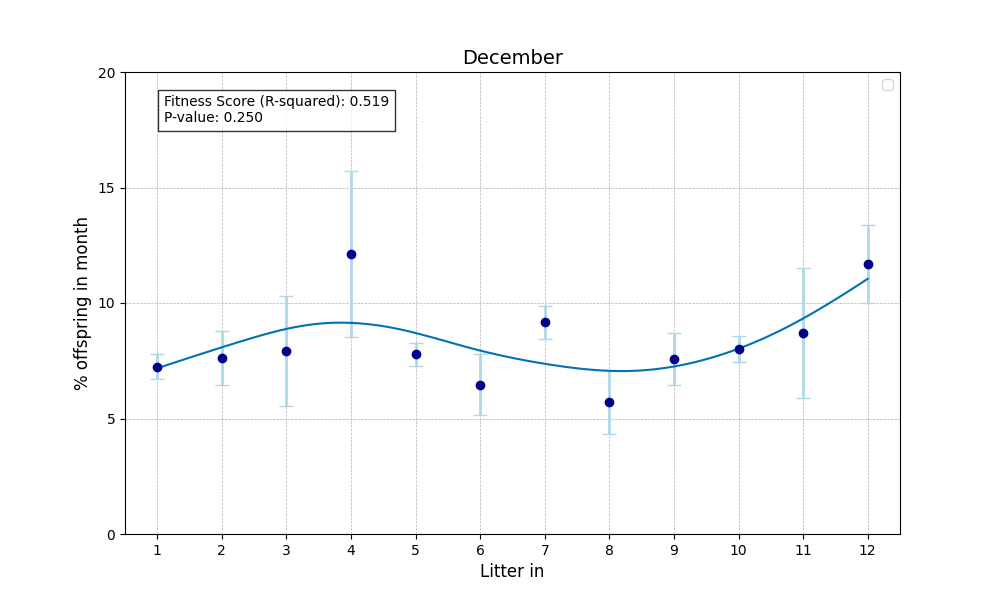 December
Fitness Score (R-squared): 0.519
P-value: 0.250
% offspring in month
20
15
10
5
0
1 2 3 4 5 6 7 8 9 10 11 12
Litter in